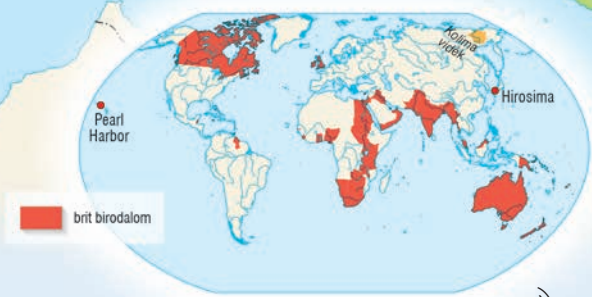 Kolima
vidék
Pearl
Harbor
Hirosima
brit birodalom